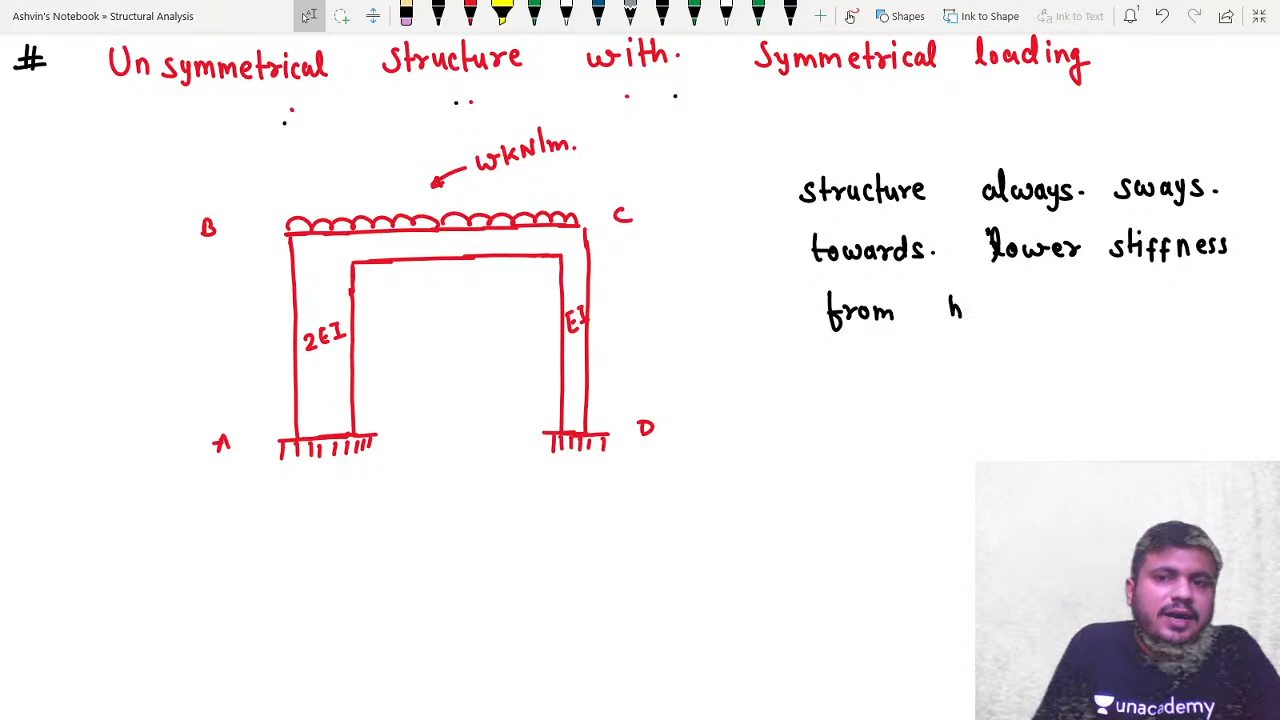 Ashvin's Notebook » Structural Analysis
Shapes
Ink to Shape
Ink to Text
# Unsymmetrical structure with. Symmetrical loading
wkN/m.
structure always. sways.
B
C
towards. lower stiffness
from h
2EI
EI
A
D
unacademy